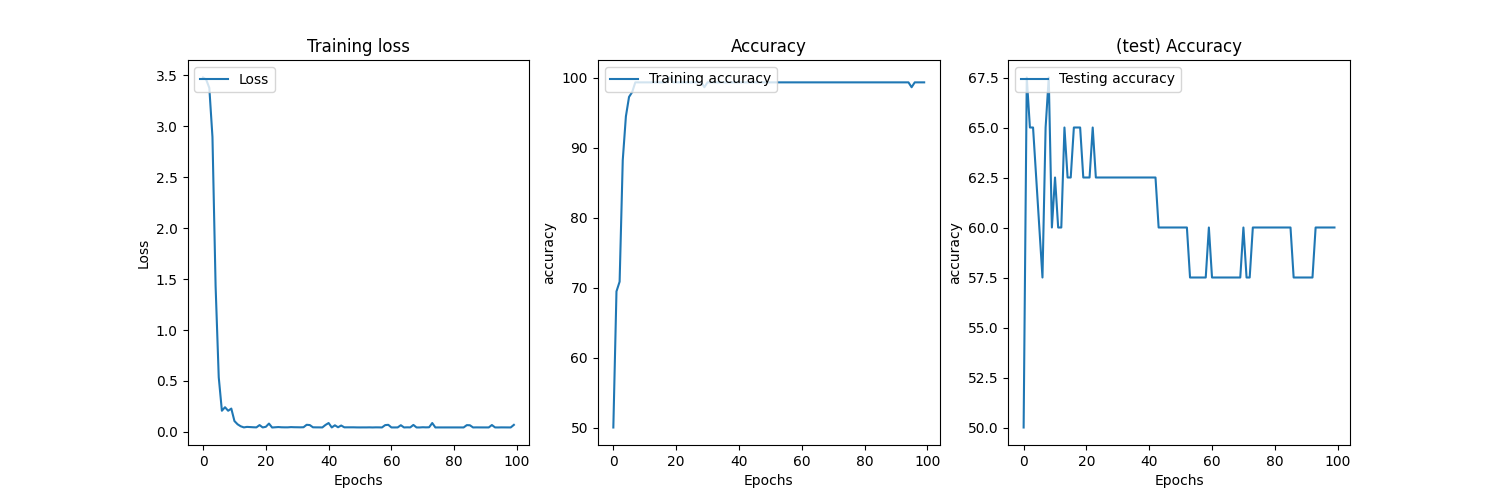 Training loss
Loss
3.5
3.0
2.5
2.0
1.5
1.0
0.5
0.0
Loss
0 20 40 60 80 100
Epochs
Accuracy
Training accuracy
100
90
80
70
60
50
accuracy
0 20 40 60 80 100
Epochs
(test) Accuracy
Testing accuracy
67.5
65.0
62.5
60.0
57.5
55.0
52.5
50.0
accuracy
0 20 40 60 80 100
Epochs